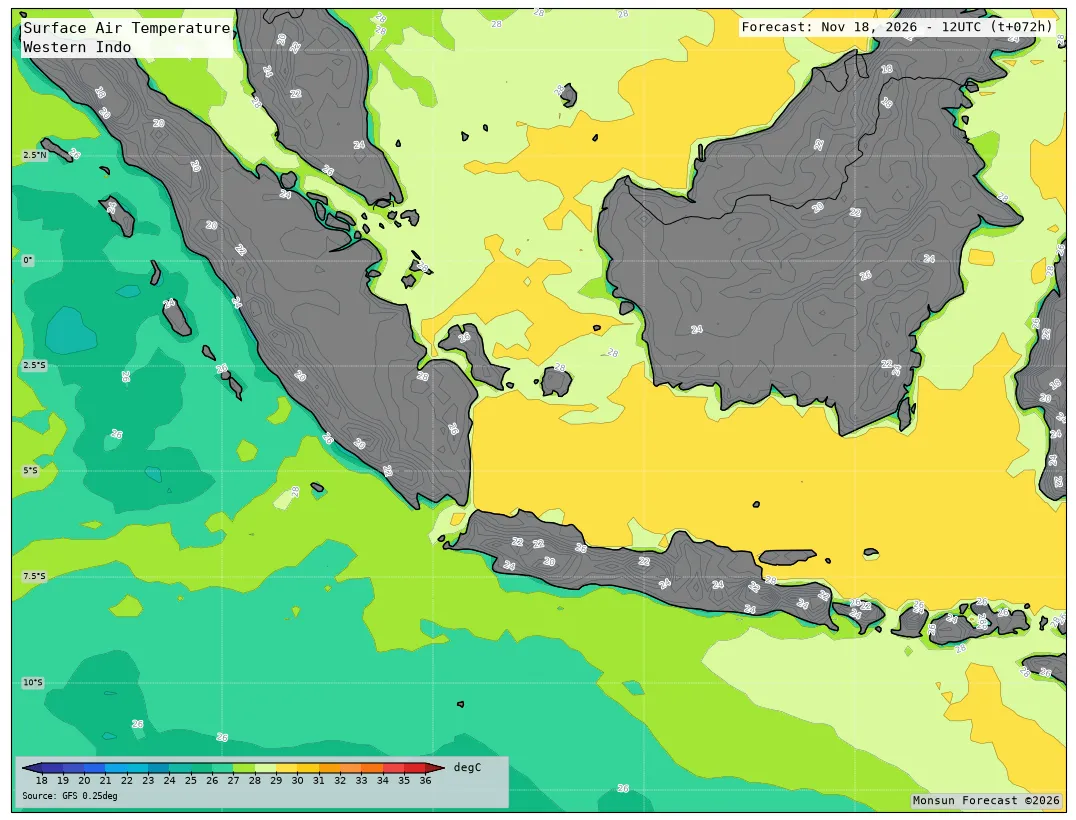 Surface Air Temperature
Western Indo
Forecast: Nov 18, 2026 - 12UTC (t+072h)
2.5°N
0°
2.5°S
5°S
7.5°S
10°S
degC
18 19 20 21 22 23 24 25 26 27 28 29 30 31 32 33 34 35 36
Source: GFS 0.25deg
Monsun Forecast ©2026